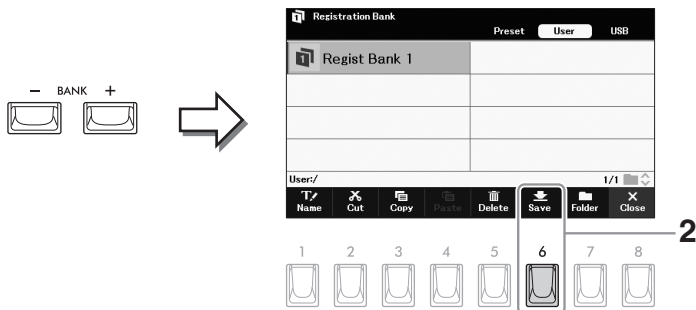 Registration Bank
Preset User USB
1 Regist Bank 1
User:/ 1/1
Name Cut Copy Paste Delete Save Folder Close
− BANK +
2
1 2 3 4 5 6 7 8